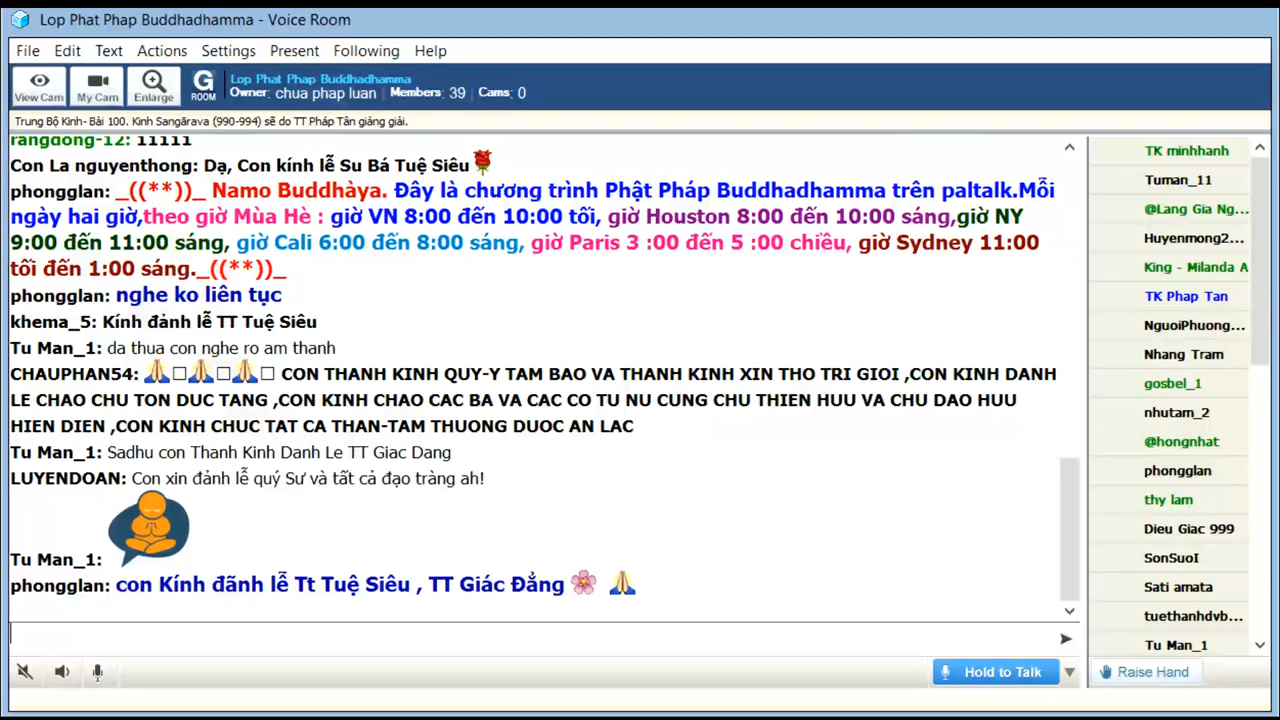 Lop Phat Phap Buddhadhamma - Voice Room
File Edit Text Actions Settings Present Following Help
View Cam My Cam Enlarge G ROOM
Lop Phat Phap Buddhadhamma
Owner: chua phap luan | Members: 39 | Cams: 0
Trung Bộ Kinh- Bài 100. Kinh Sangãrava (990-994) sẽ do TT Pháp Tân giảng giải.
rangdong-12: 11111
Con La nguyenthong: Dạ, Con kính lễ Su Bá Tuệ Siêu
phongglan: _((**))_ Namo Buddhàya. Đây là chương trình Phật Pháp Buddhadhamma trên paltalk.Mỗi
ngày hai giờ,theo giờ Mùa Hè : giờ VN 8:00 đến 10:00 tối, giờ Houston 8:00 đến 10:00 sáng,giờ NY
9:00 đến 11:00 sáng, giờ Cali 6:00 đến 8:00 sáng, giờ Paris 3 :00 đến 5 :00 chiều, giờ Sydney 11:00
tối đến 1:00 sáng._((**))_
phongglan: nghe ko liên tục
khema_5: Kính đảnh lễ TT Tuệ Siêu
Tu Man_1: da thua con nghe ro am thanh
CHAUPHAN54: 🙏□🙏□🙏□ CON THANH KINH QUY-Y TAM BAO VA THANH KINH XIN THO TRI GIOI ,CON KINH DANH
LE CHAO CHU TON DUC TANG ,CON KINH CHAO CAC BA VA CAC CO TU NU CUNG CHU THIEN HUU VA CHU DAO HUU
HIEN DIEN ,CON KINH CHUC TAT CA THAN-TAM THUONG DUOC AN LAC
Tu Man_1: Sadhu con Thanh Kinh Danh Le TT Giac Dang
LUYENDOAN: Con xin đảnh lễ quý Sư và tất cả đạo tràng ah!
Tu Man_1:
phongglan: con Kính đãnh lễ Tt Tuệ Siêu , TT Giác Đẳng 🌸 🙏
TK minhhanh
Tuman_11
@Lang Gia Ng...
Huyenmong2...
King - Milanda A
TK Phap Tan
NguoiPhuong...
Nhang Tram
gosbel_1
nhutam_2
@hongnhat
phongglan
thy lam
Dieu Giac 999
SonSuoI
Sati amata
tuethanhdvb...
Tu Man_1
Hold to Talk
Raise Hand